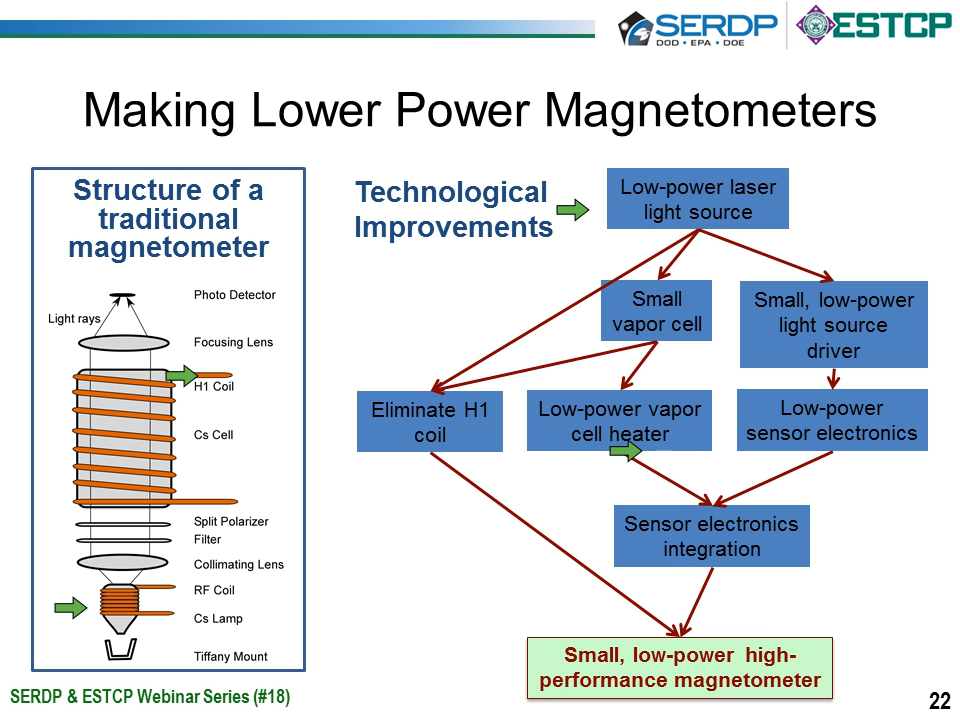 SERDP
DOD • EPA • DOE
ESTCP
Making Lower Power Magnetometers
Structure of a
traditional
magnetometer
Photo Detector
Light rays
Focusing Lens
H1 Coil
Cs Cell
Split Polarizer
Filter
Collimating Lens
RF Coil
Cs Lamp
Tiffany Mount
Technological
Improvements
Low-power laser
light source
Small
vapor cell
Small, low-power
light source
driver
Eliminate H1
coil
Low-power vapor
cell heater
Low-power
sensor electronics
Sensor electronics
integration
Small, low-power high-
performance magnetometer
SERDP & ESTCP Webinar Series (#18)
22